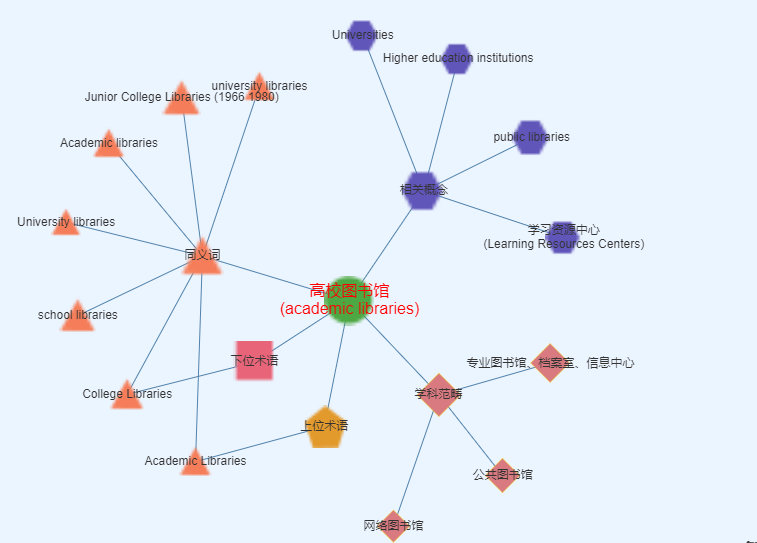 Universities
Higher education institutions
university libraries
Junior College Libraries (1966-1980)
public libraries
Academic libraries
相关概念
University libraries
学习资源中心
(Learning Resources Centers)
同义词
高校图书馆
(academic libraries)
school libraries
下位术语
专业图书馆、档案室、信息中心
College Libraries
学科范畴
上位术语
Academic Libraries
公共图书馆
网络图书馆